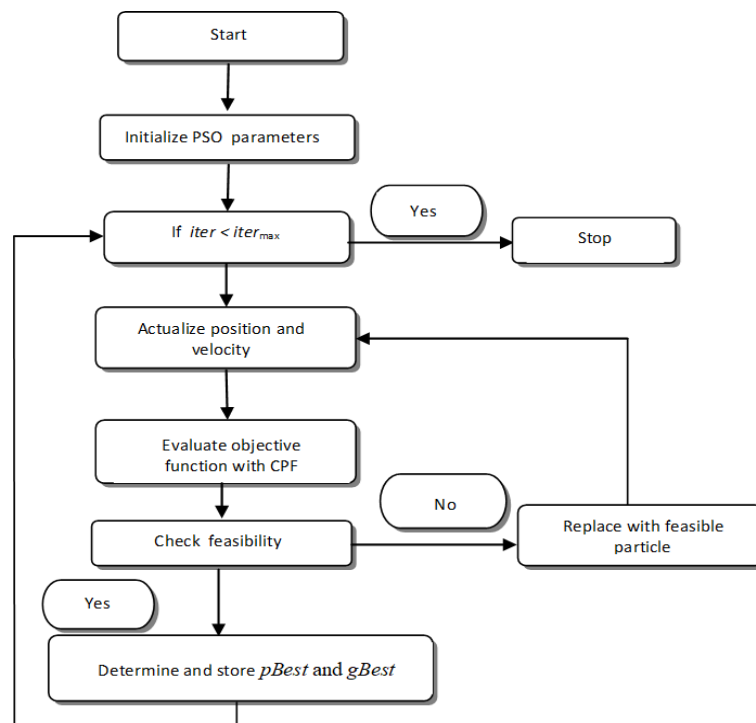 Start
Initialize PSO parameters
If iter < itermax
Yes
Stop
Actualize position and
velocity
Evaluate objective
function with CPF
No
Check feasibility
Replace with feasible
particle
Yes
Determine and store pBest and gBest